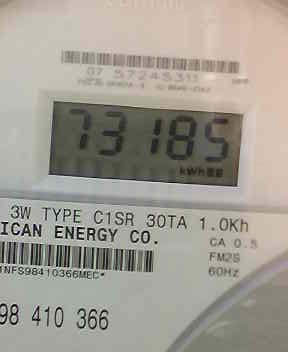 07 57245311
73185
kWh
3W TYPE C1SR 30TA 1.0Kh
ICAN ENERGY CO.
CA 0.5
FM2S
60Hz
1NFS98410366MEC*
98 410 366